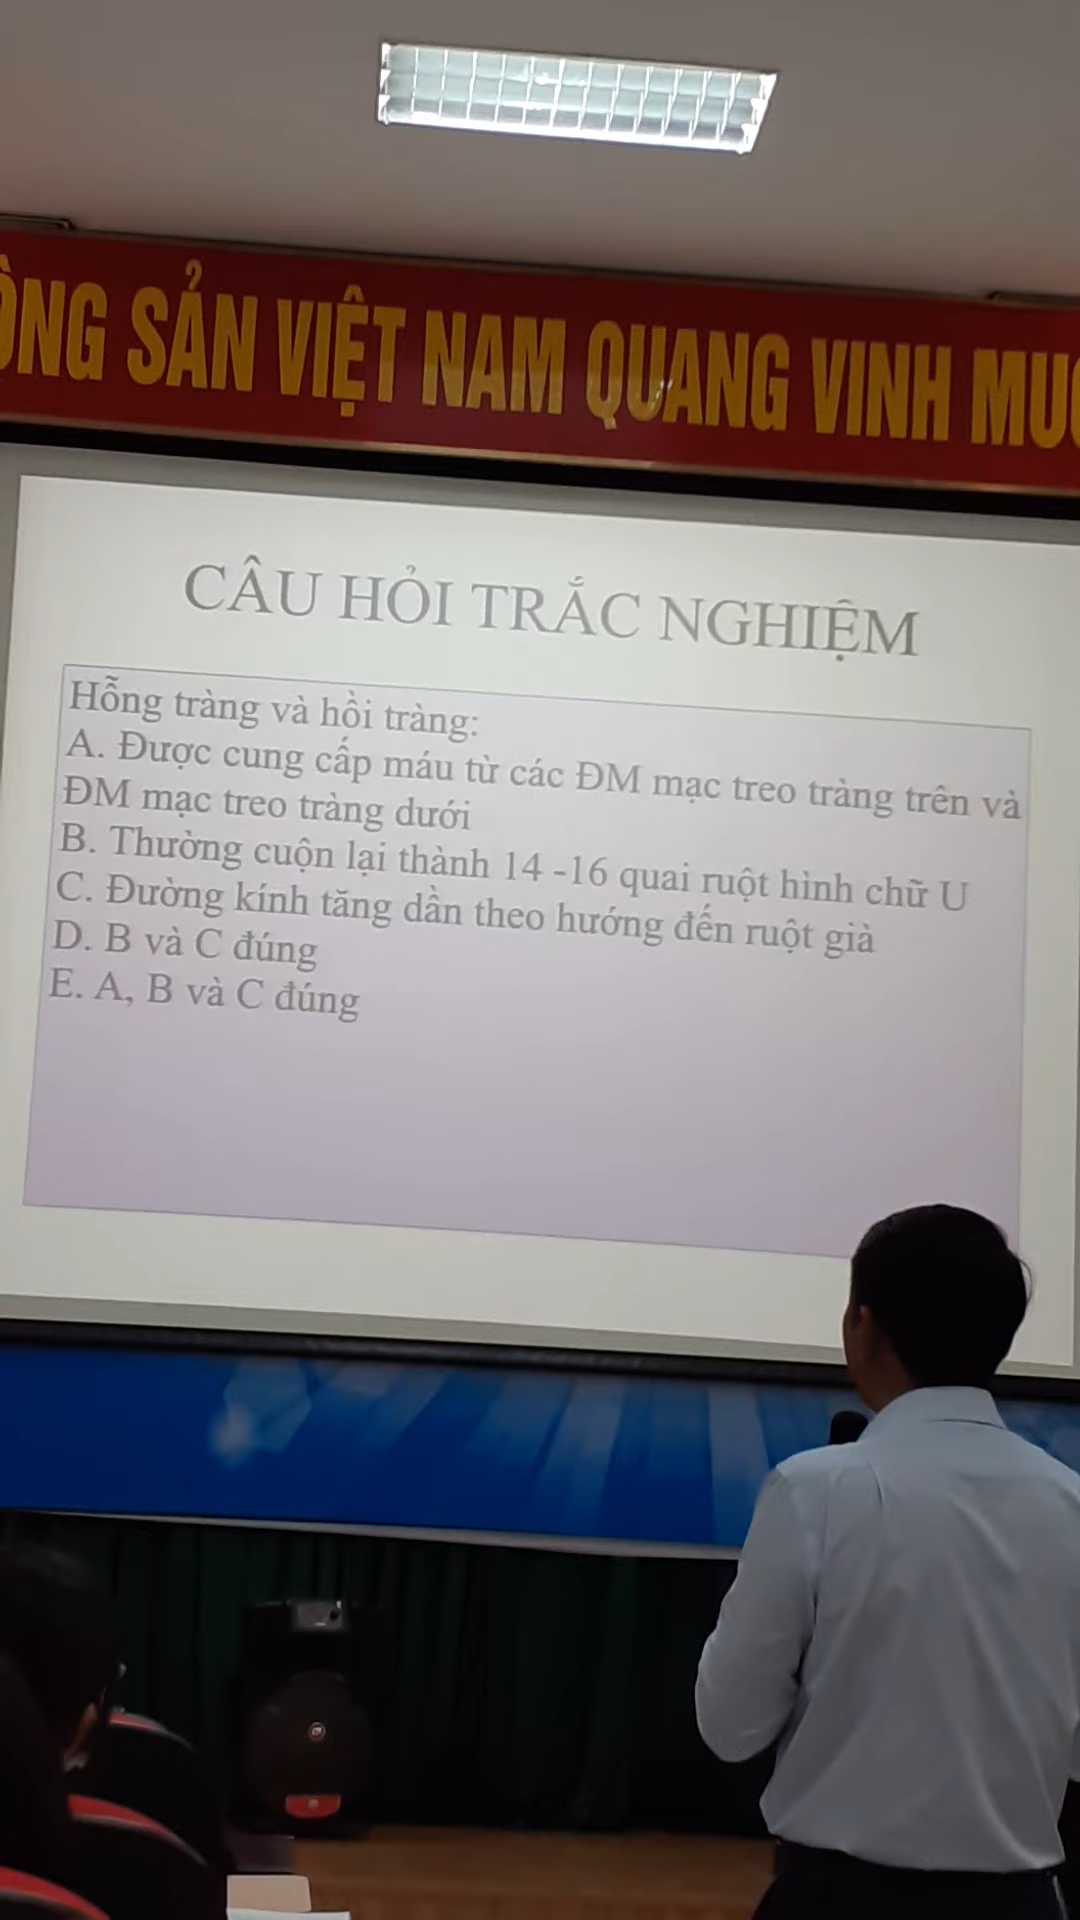 SẢN VIỆT NAM QUANG VINH
CÂU HỎI TRẮC NGHIỆM
Hỗng tràng và hồi tràng:
A. Được cung cấp máu từ các ĐM mạc treo tràng trên và
ĐM mạc treo tràng dưới
B. Thường cuộn lại thành 14 -16 quai ruột hình chữ U
C. Đường kính tăng dần theo hướng đến ruột già
D. B và C đúng
E. A, B và C đúng